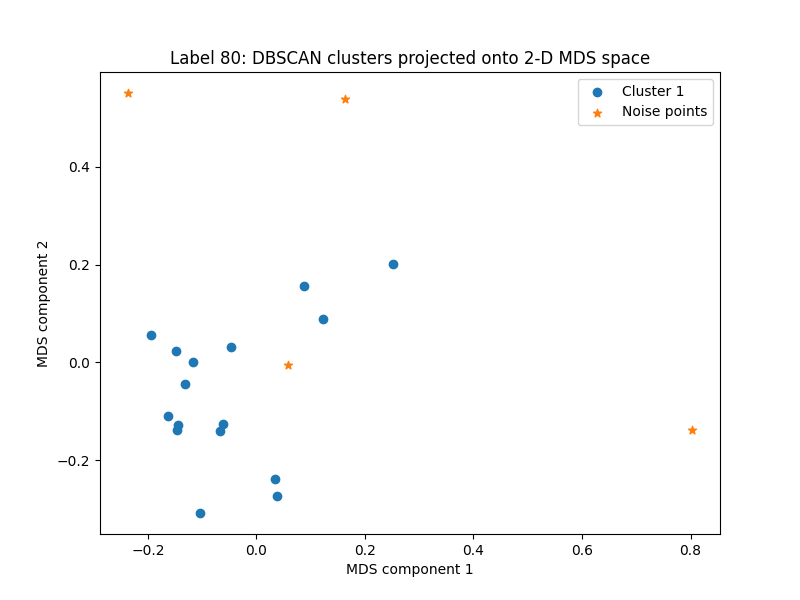 Label 80: DBSCAN clusters projected onto 2-D MDS space
Cluster 1
Noise points
MDS component 2
0.4
0.2
0.0
−0.2
−0.2
0.0
0.2
0.4
0.6
0.8
MDS component 1